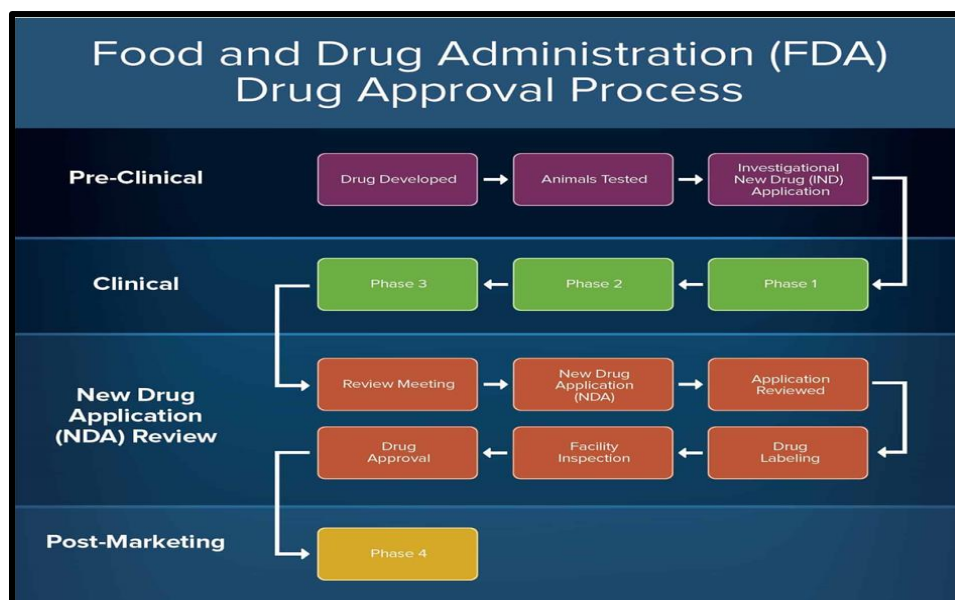 Food and Drug Administration (FDA)
Drug Approval Process
Pre-Clinical
Drug Developed
Animals Tested
Investigational
New Drug (IND)
Application
Clinical
Phase 3
Phase 2
Phase 1
New Drug
Application
(NDA) Review
Review Meeting
New Drug
Application
(NDA)
Application
Reviewed
Drug
Approval
Facility
Inspection
Drug
Labeling
Post-Marketing
Phase 4